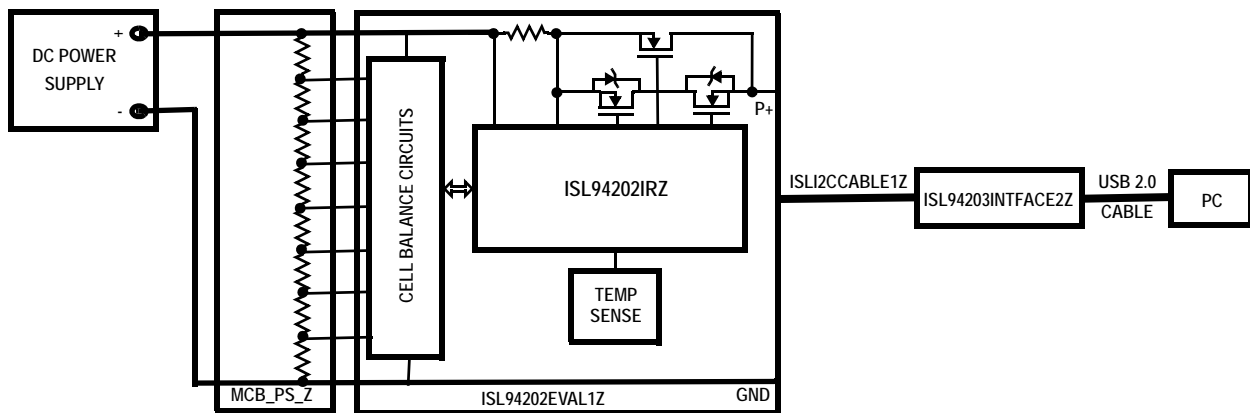 DC POWER
SUPPLY
+
-
MCB_PS_Z
CELL BALANCE CIRCUITS
ISL94202IRZ
TEMP
SENSE
P+
ISL94202EVAL1Z
GND
ISLI2CCABLE1Z
ISL94203INTFACE2Z
USB 2.0
CABLE
PC